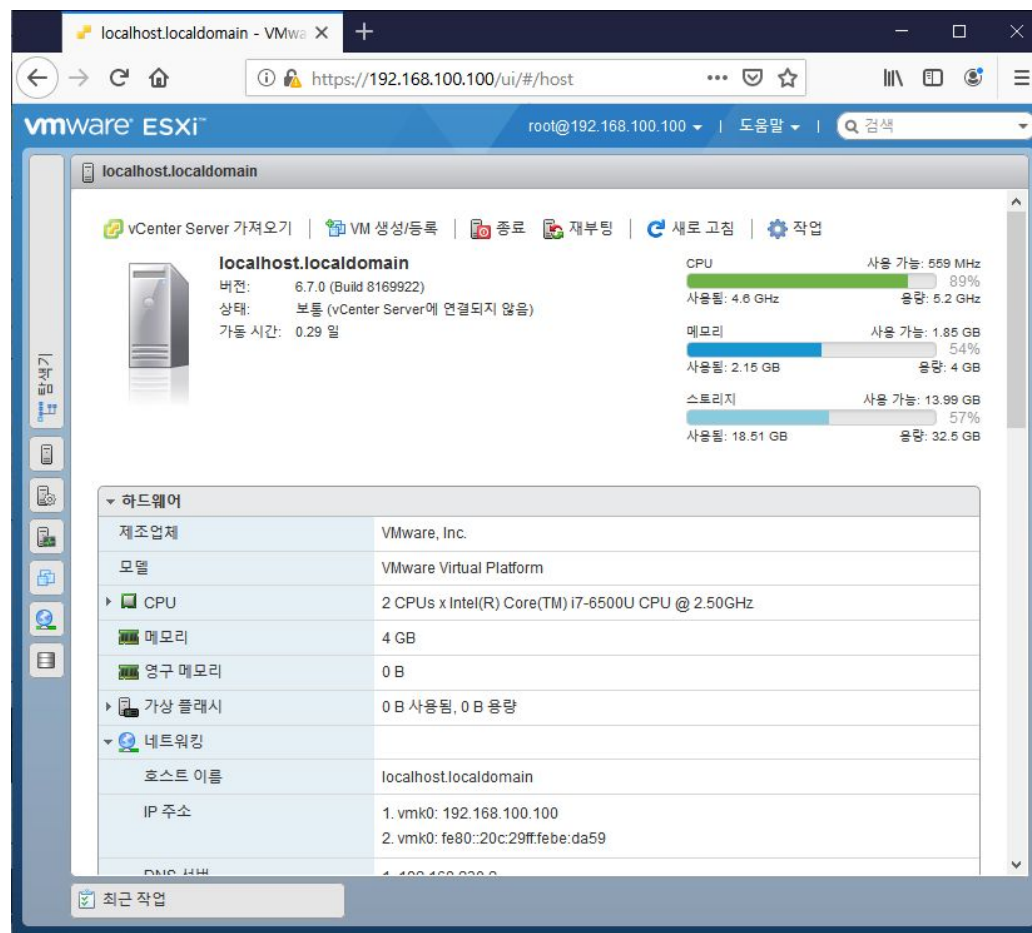 localhost.localdomain - VMwa
https://192.168.100.100/ui/#/host
vmware ESXi™
root@192.168.100.100
도움말
검색
localhost.localdomain
vCenter Server 가져오기 | VM 생성/등록 | 종료 재부팅 | 새로 고침 | 작업
localhost.localdomain
버전: 6.7.0 (Build 8169922)
상태: 보통 (vCenter Server에 연결되지 않음)
가동 시간: 0.29 일
CPU 사용 가능: 559 MHz
89%
사용됨: 4.6 GHz 용량: 5.2 GHz
메모리 사용 가능: 1.85 GB
54%
사용됨: 2.15 GB 용량: 4 GB
스토리지 사용 가능: 13.99 GB
57%
사용됨: 18.51 GB 용량: 32.5 GB
탐색기
하드웨어
제조업체 VMware, Inc.
모델 VMware Virtual Platform
CPU 2 CPUs x Intel(R) Core(TM) i7-6500U CPU @ 2.50GHz
메모리 4 GB
영구 메모리 0 B
가상 플래시 0 B 사용됨, 0 B 용량
네트워킹
호스트 이름 localhost.localdomain
IP 주소 1. vmk0: 192.168.100.100
2. vmk0: fe80::20c:29ff:febe:da59
최근 작업